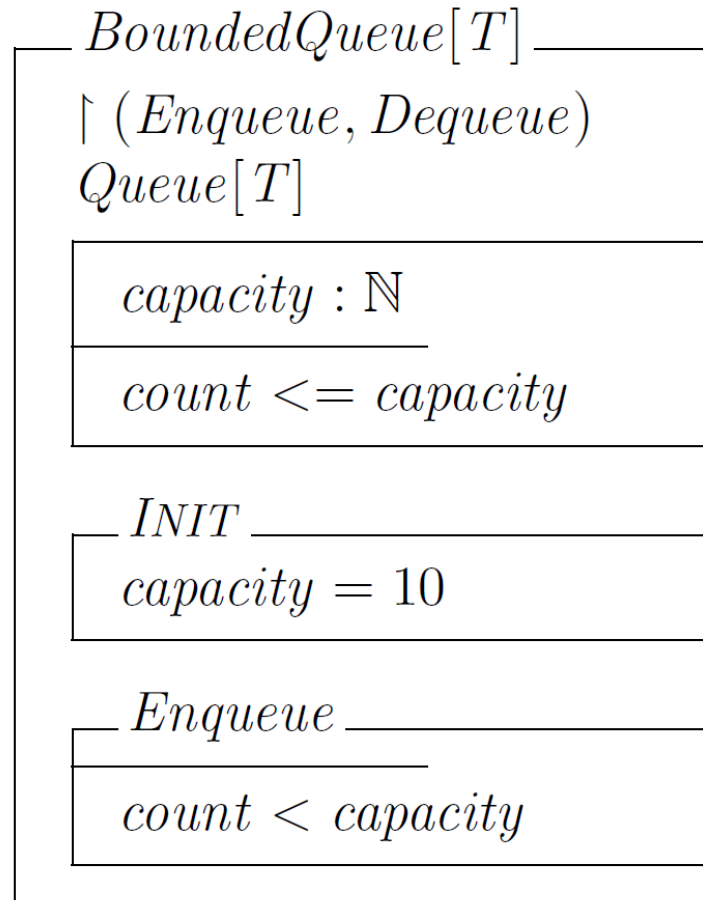 BoundedQueue[T]
↾ (Enqueue, Dequeue)
Queue[T]
capacity : ℕ
count <= capacity
INIT
capacity = 10
Enqueue
count < capacity